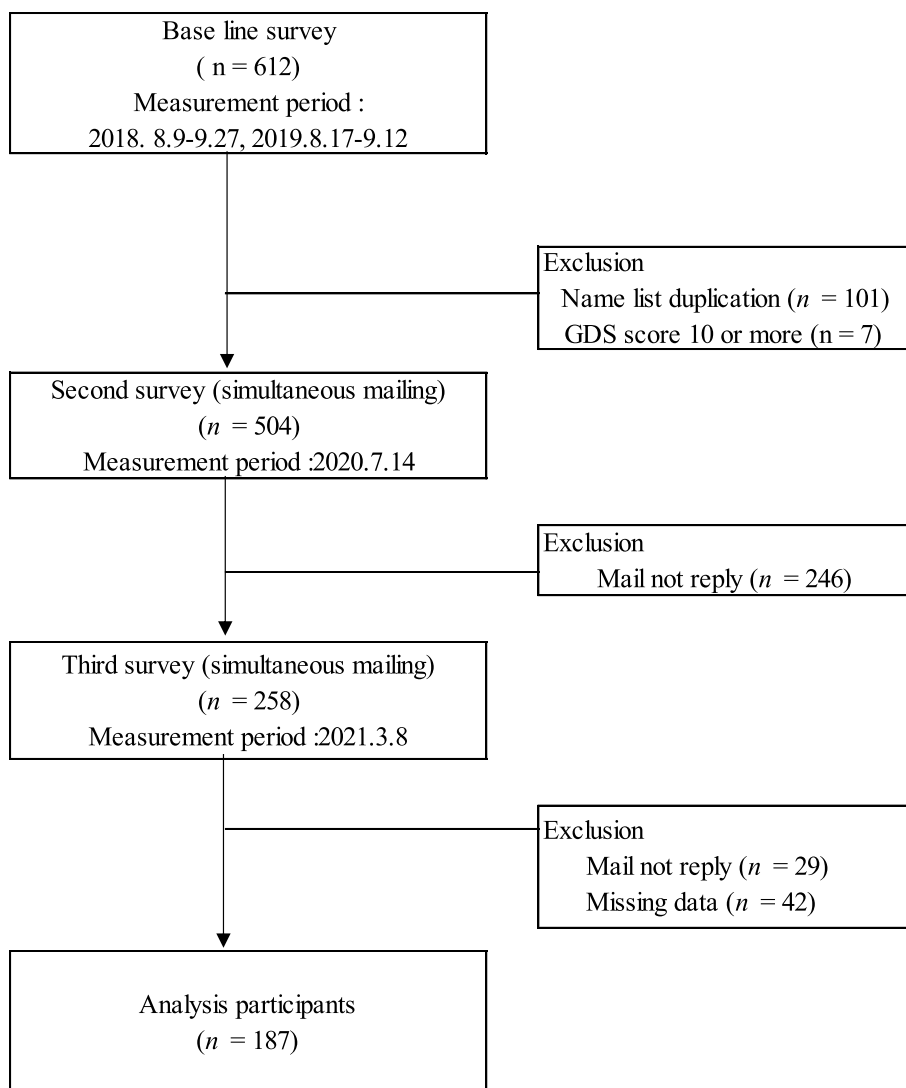 Base line survey
( n = 612)
Measurement period :
2018. 8.9-9.27, 2019.8.17-9.12
Exclusion
Name list duplication (n = 101)
GDS score 10 or more (n = 7)
Second survey (simultaneous mailing)
(n = 504)
Measurement period :2020.7.14
Exclusion
Mail not reply (n = 246)
Third survey (simultaneous mailing)
(n = 258)
Measurement period :2021.3.8
Exclusion
Mail not reply (n = 29)
Missing data (n = 42)
Analysis participants
(n = 187)